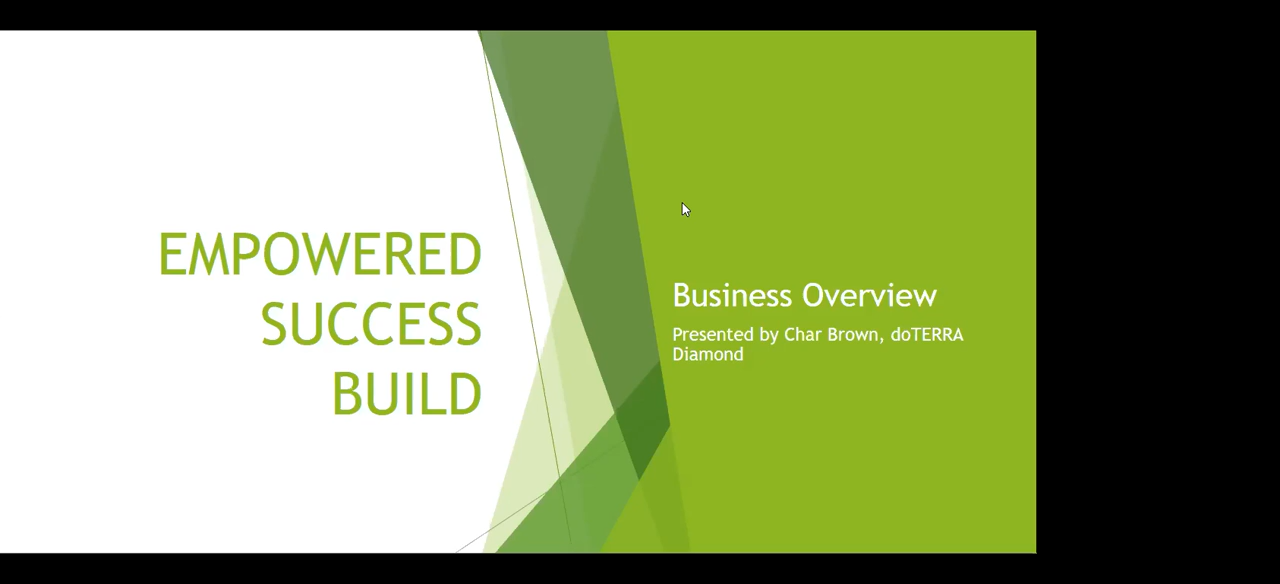 EMPOWERED
SUCCESS
BUILD
Business Overview
Presented by Char Brown, doTERRA
Diamond